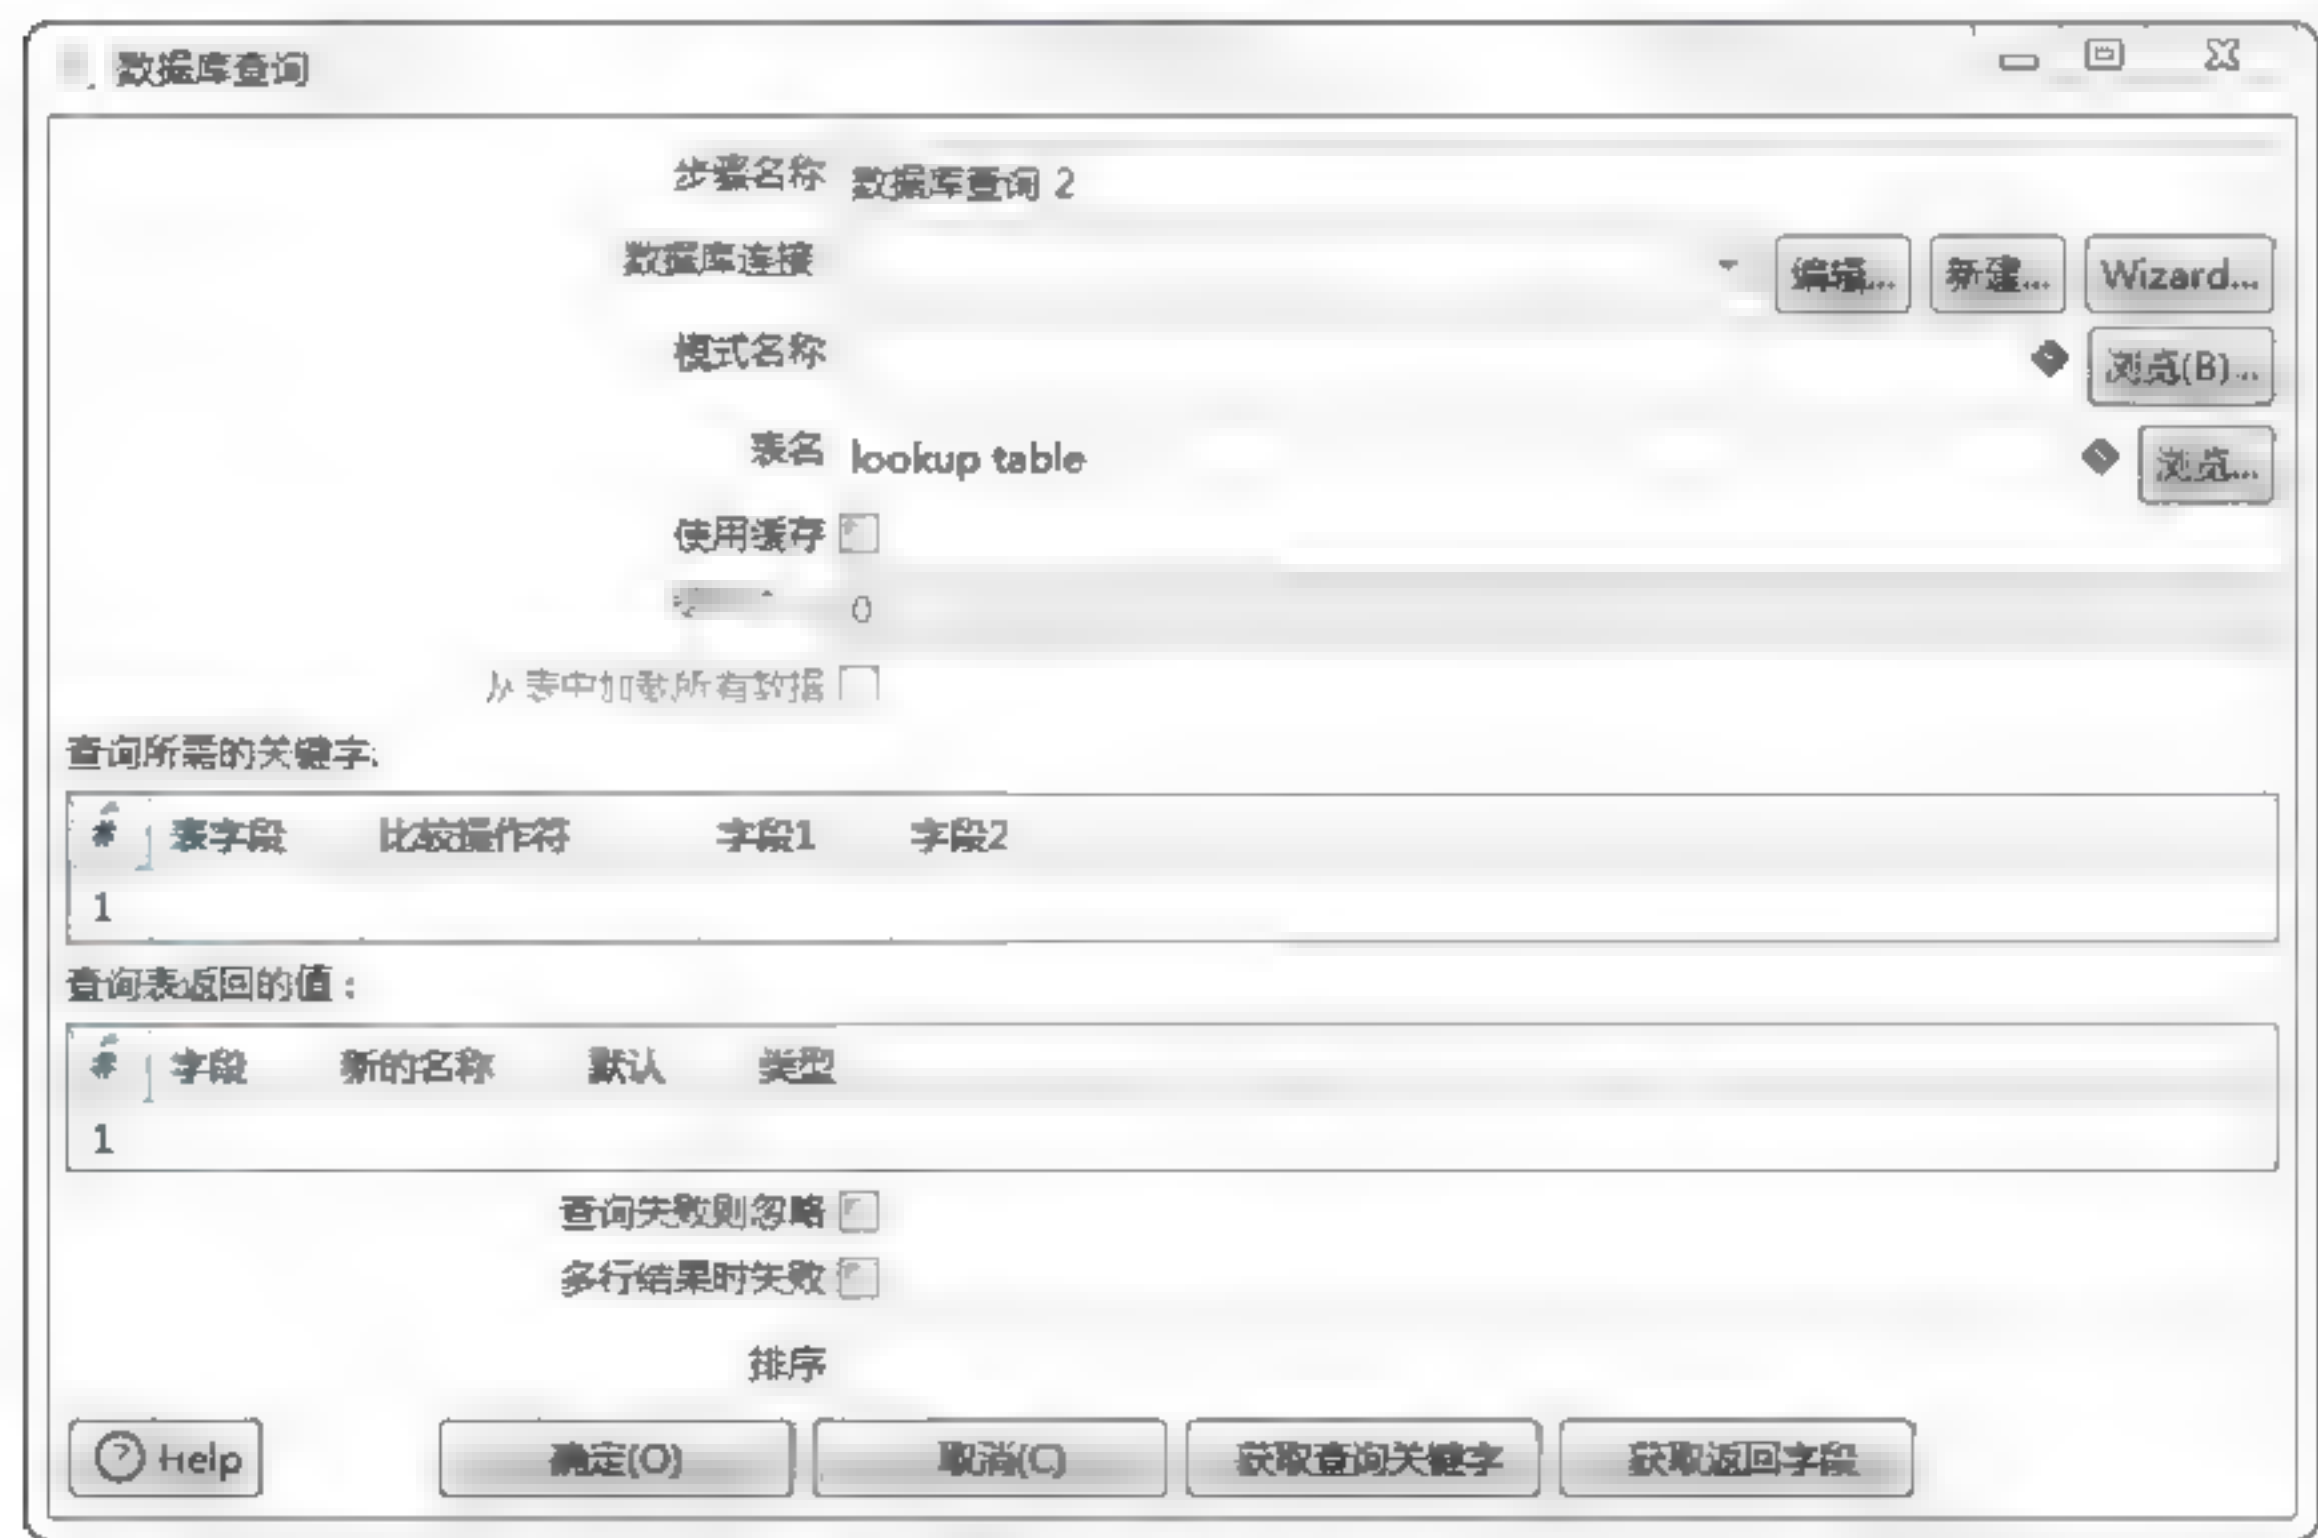 数据库查询
步骤名称 数据库查询 2
数据库连接 编辑... 新建... Wizard...
模式名称 浏览(B)...
表名 lookup table 浏览...
使用缓存
0
从表中加载所有数据
查询所需的关键字:
# 表字段 比较操作符 字段1 字段2
1
查询表返回的值:
# 字段 新的名称 默认 类型
1
查询失败则忽略
多行结果时失败
排序
Help 确定(O) 取消(C) 获取查询关键字 获取返回字段